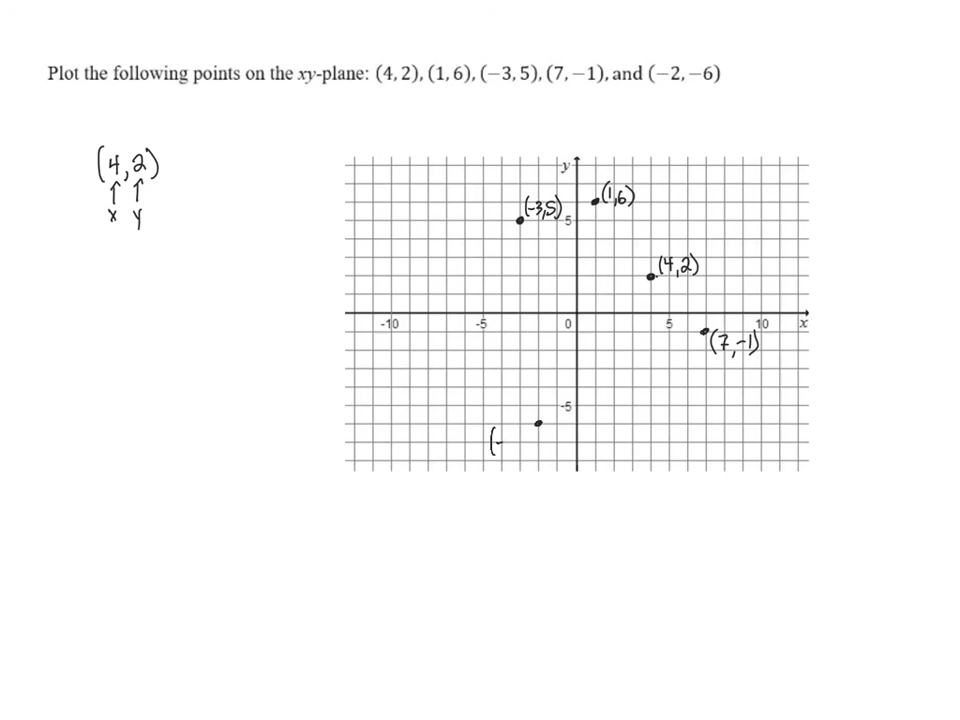 Plot the following points on the xy-plane: (4, 2), (1, 6), (−3, 5), (7, −1), and (−2, −6)
(4,2)
↑ ↑
x y
y
(-3,5)
(1,6)
5
(4,2)
-10 -5 0 5 10 x
(7,-1)
-5
(-